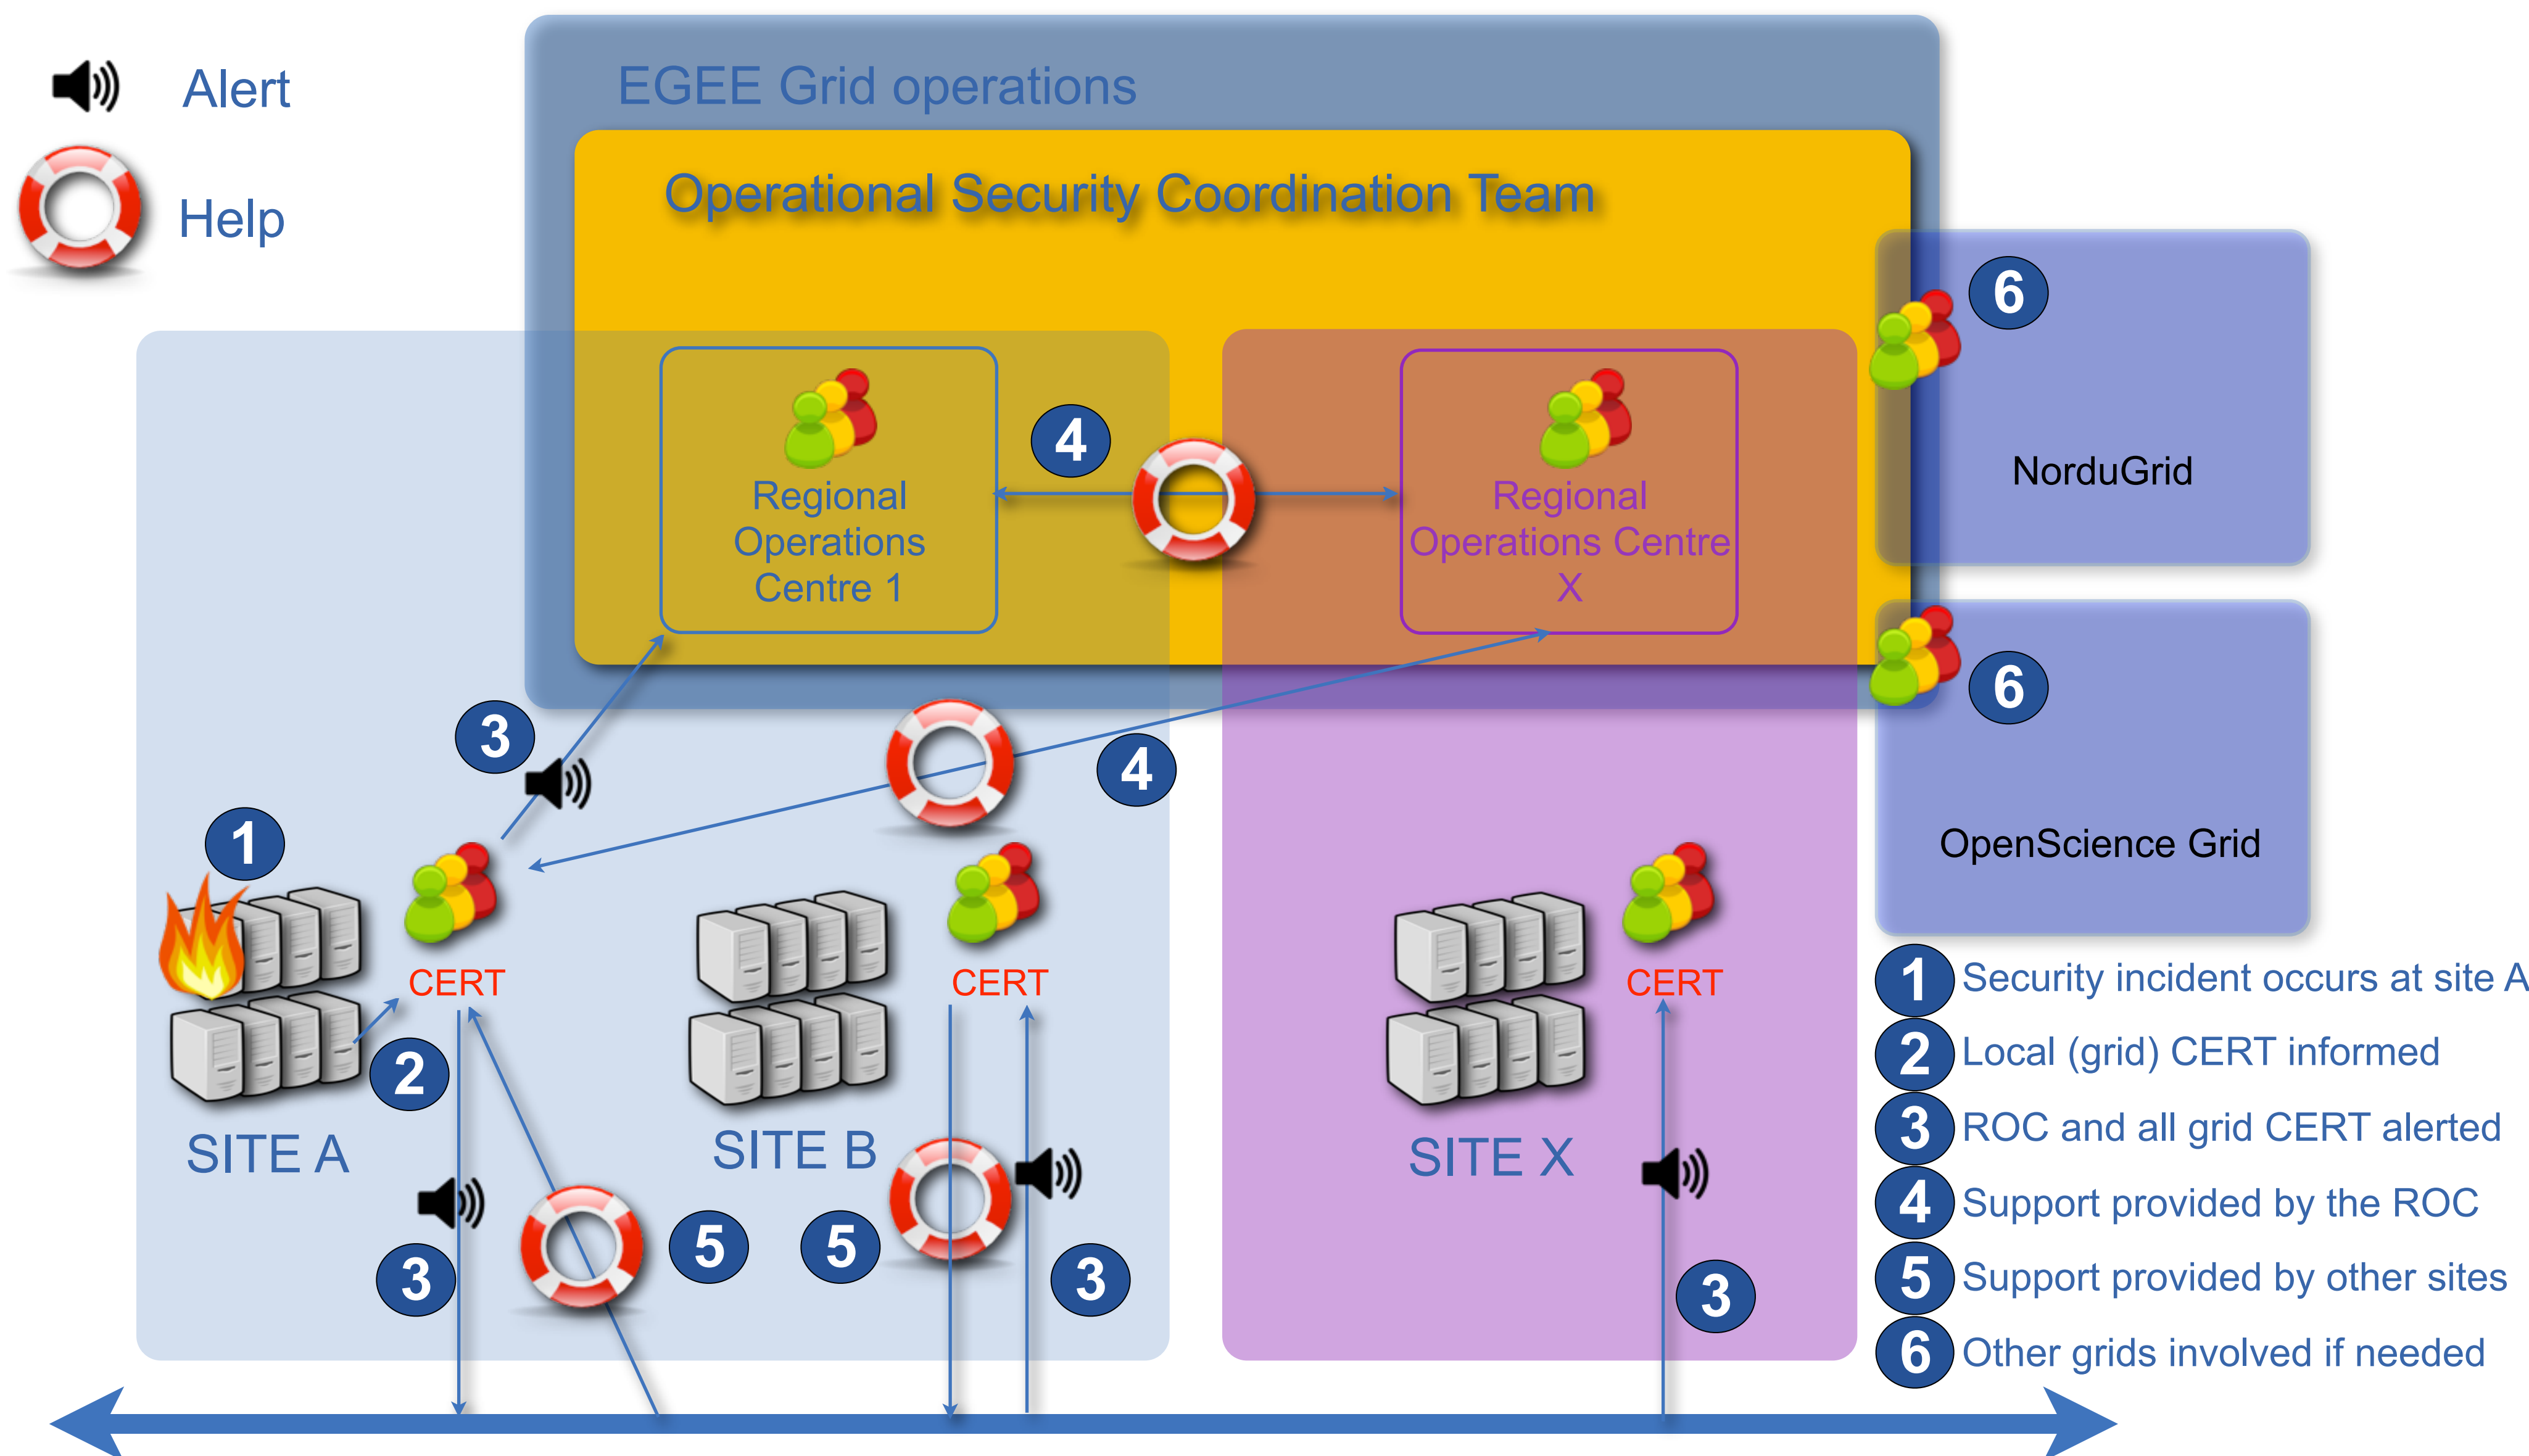 Alert
Help
EGEE Grid operations
Operational Security Coordination Team
6
NorduGrid
4
Regional
Operations
Centre 1
Regional
Operations Centre
X
6
OpenScience Grid
3
4
1
CERT
CERT
CERT
2
SITE A
SITE B
SITE X
3
5
5
3
3
1 Security incident occurs at site A
2 Local (grid) CERT informed
3 ROC and all grid CERT alerted
4 Support provided by the ROC
5 Support provided by other sites
6 Other grids involved if needed